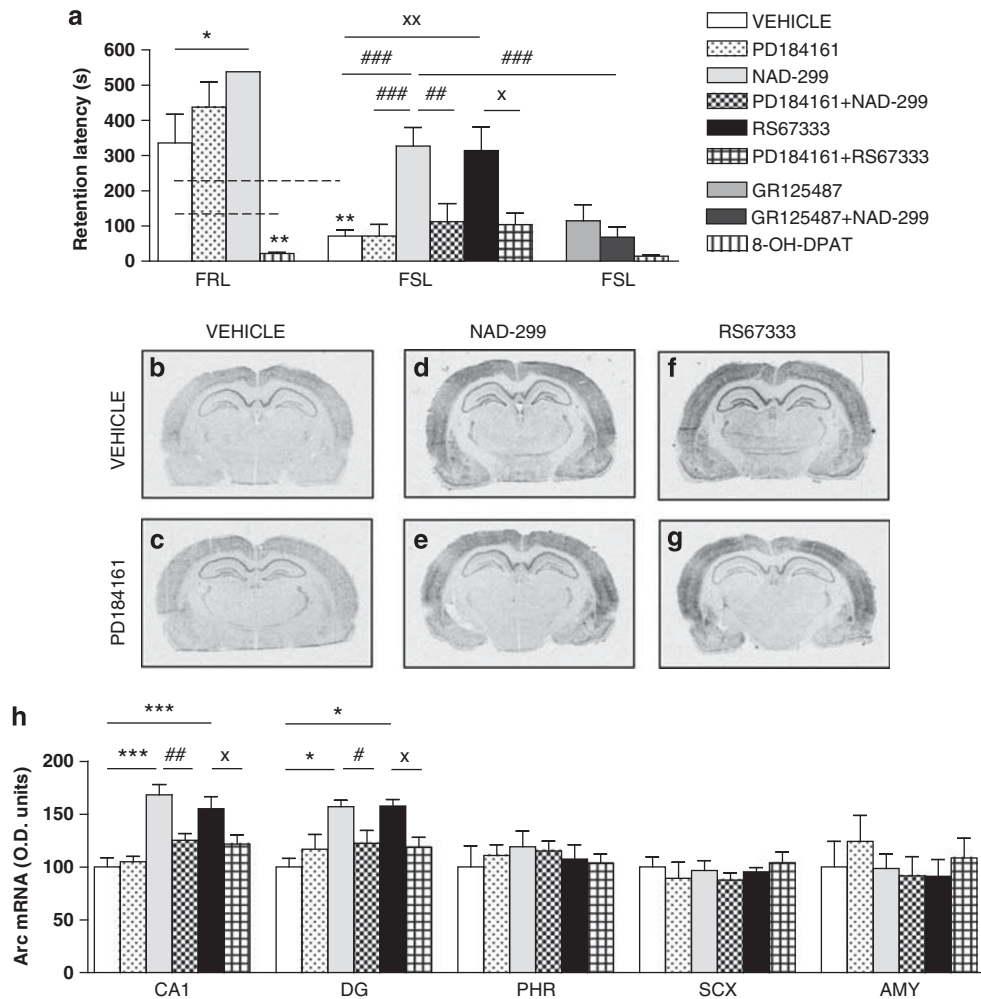 a
VEHICLE
PD184161
NAD-299
PD184161+NAD-299
RS67333
PD184161+RS67333
GR125487
GR125487+NAD-299
8-OH-DPAT
Retention latency (s)
600
500
400
300
200
100
0
*
**
**
xx
###
###
###
##
x
FRL
FSL
FSL
VEHICLE
NAD-299
RS67333
VEHICLE
b
d
f
PD184161
c
e
g
h
Arc mRNA (O.D. units)
200
150
100
50
0
***
*
***
##
x
*
#
x
CA1
DG
PHR
SCX
AMY